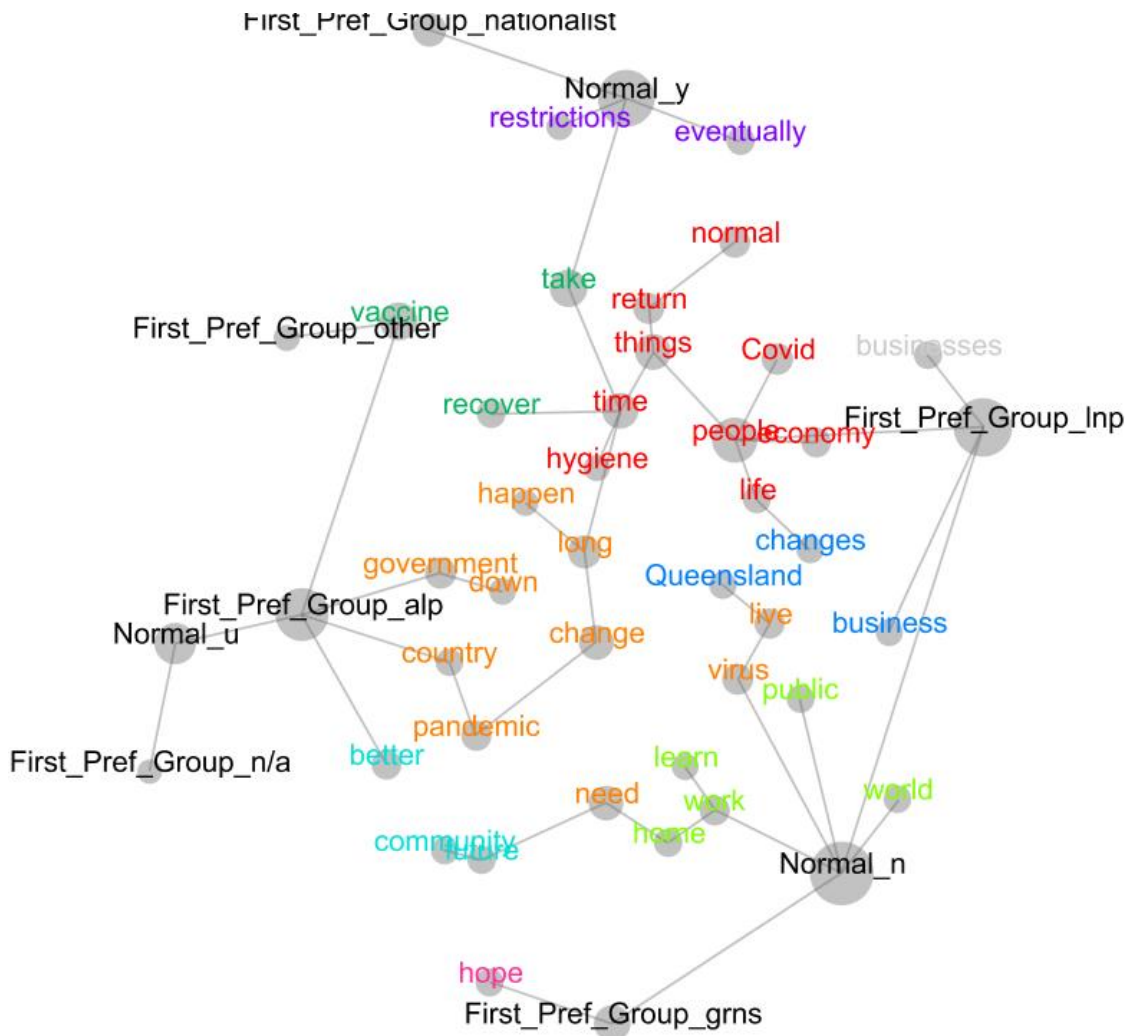 First_Pref_Group_nationalist
Normal_y
restrictions
eventually
normal
take
return
vaccine
First_Pref_Group_other
things
Covid
businesses
recover
time
people
economy
First_Pref_Group_lnp
hygiene
happen
life
long
changes
government
down
Queensland
First_Pref_Group_alp
Normal_u
live
business
country
change
virus
public
pandemic
better
First_Pref_Group_n/a
learn
need
work
world
home
community
future
Normal_n
hope
First_Pref_Group_grns